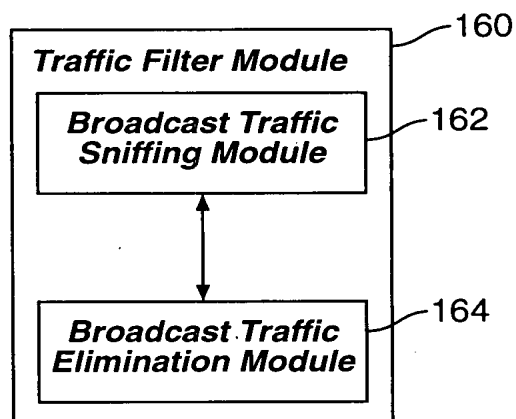 160
Traffic Filter Module
Broadcast Traffic
Sniffing Module
162
Broadcast Traffic
Elimination Module
164